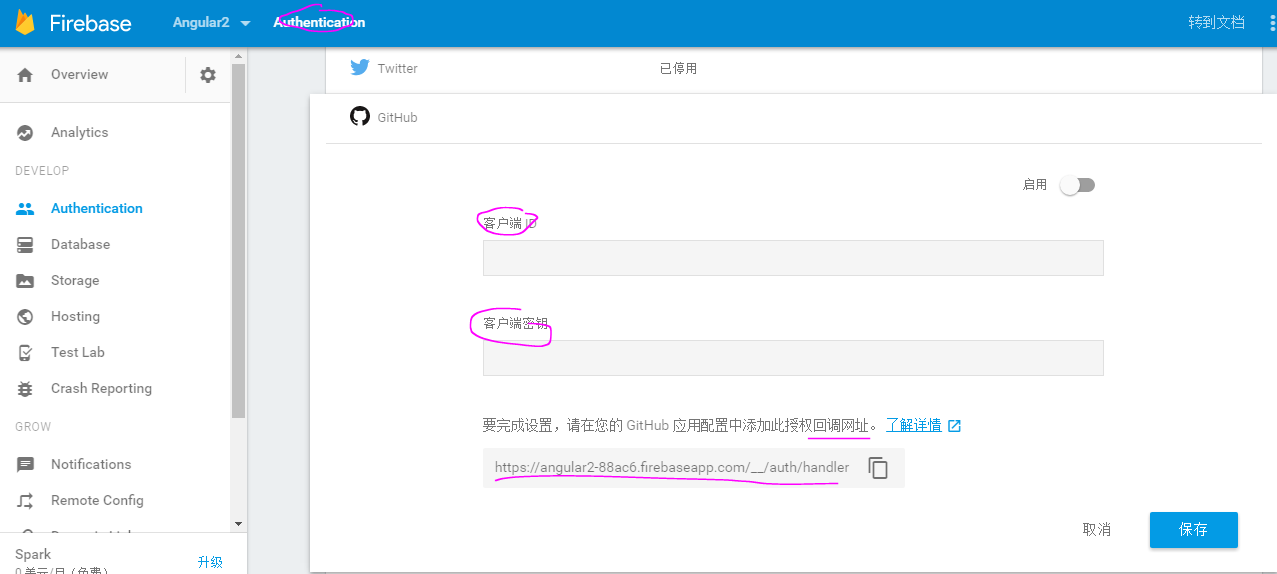 Firebase
Angular2
Authentication
转到文档
Overview
Analytics
DEVELOP
Authentication
Database
Storage
Hosting
Test Lab
Crash Reporting
GROW
Notifications
Remote Config
Spark
升级
0 美元/月 (免费)
Twitter
已停用
GitHub
启用
客户端 ID
客户端密钥
要完成设置，请在您的 GitHub 应用配置中添加此授权回调网址。 了解详情
https://angular2-88ac6.firebaseapp.com/__/auth/handler
取消
保存